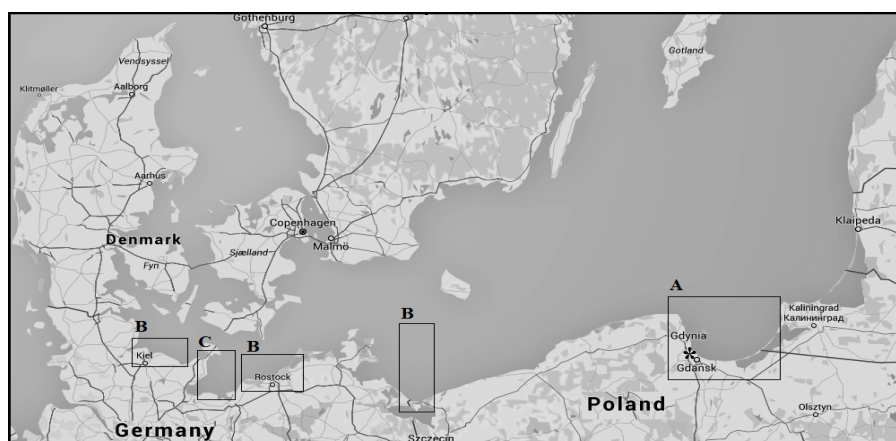 Gothenburg
Gotland
Vendsyssel
Klitmøller
Aalborg
Aarhus
Klaipeda
Copenhagen
Denmark
Malmö
Sjælland
Fyn
A
Kaliningrad
Калининград
B
B
C
B
Gdynia
*
Kiel
Gdańsk
Rostock
Poland
Olsztyn
Germany
Szczecin